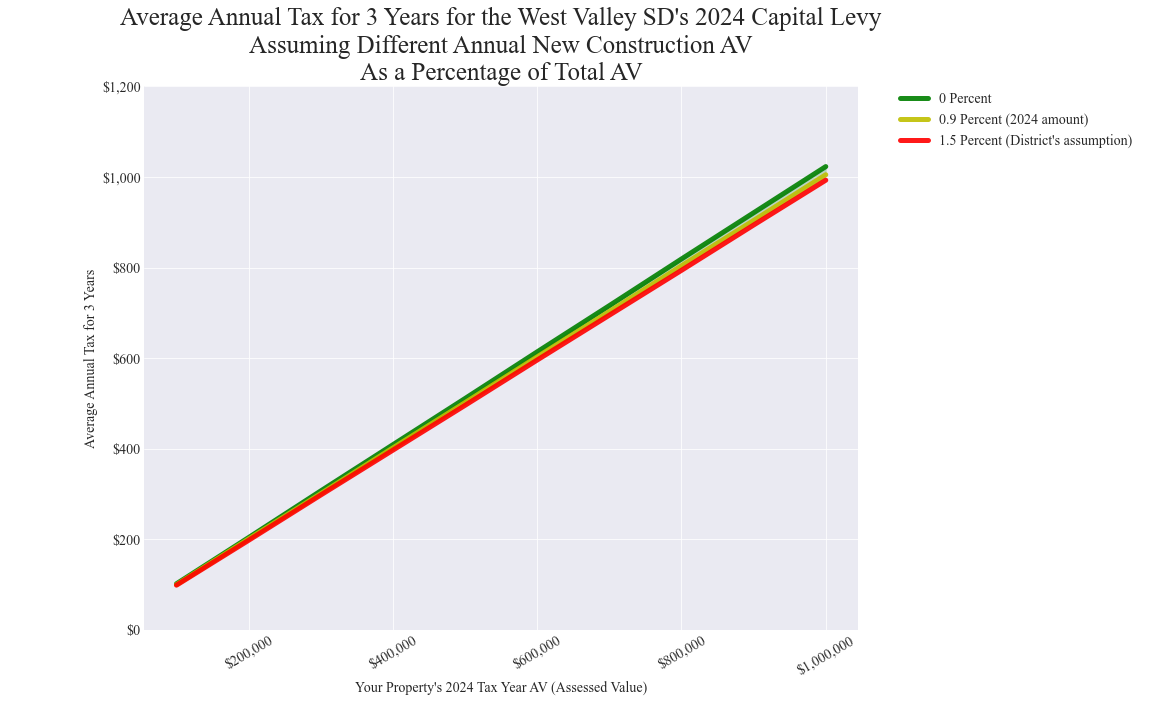 Average Annual Tax for 3 Years for the West Valley SD's 2024 Capital Levy
Assuming Different Annual New Construction AV
As a Percentage of Total AV
0 Percent
0.9 Percent (2024 amount)
1.5 Percent (District's assumption)
Average Annual Tax for 3 Years
$1,200
$1,000
$800
$600
$400
$200
$0
$200,000
$400,000
$600,000
$800,000
$1,000,000
Your Property's 2024 Tax Year AV (Assessed Value)